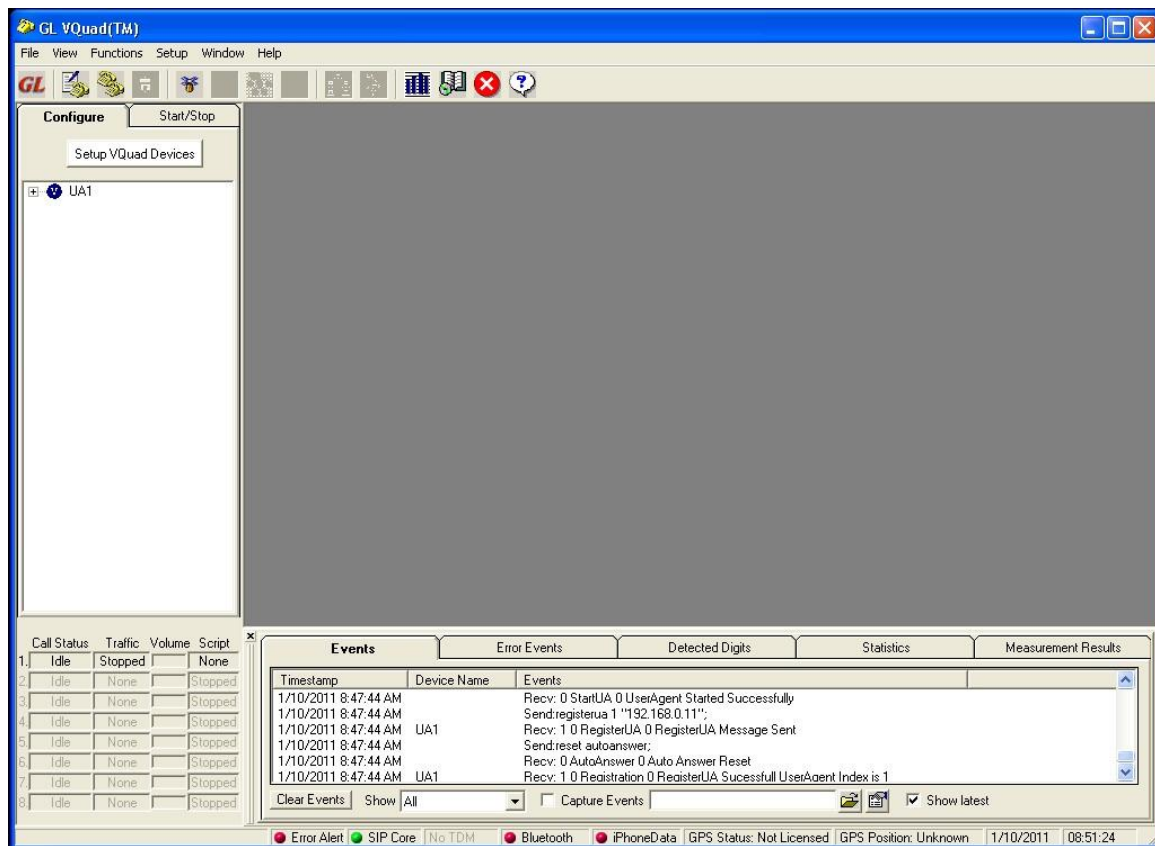 GL VQuad(TM)
File View Functions Setup Window Help
GL
Configure Start/Stop
Setup VQuad Devices
V UA1
Call Status Traffic Volume Script
1. Idle Stopped None
2. Idle None Stopped
3. Idle None Stopped
4. Idle None Stopped
5. Idle None Stopped
6. Idle None Stopped
7. Idle None Stopped
8. Idle None Stopped
Events Error Events Detected Digits Statistics Measurement Results
Timestamp Device Name Events
1/10/2011 8:47:44 AM Recv: 0 StartUA 0 UserAgent Started Successfully
1/10/2011 8:47:44 AM Send:registerua 1 "192.168.0.11";
1/10/2011 8:47:44 AM UA1 Recv: 1 0 RegisterUA 0 RegisterUA Message Sent
1/10/2011 8:47:44 AM Send:reset autoanswer;
1/10/2011 8:47:44 AM Recv: 0 AutoAnswer 0 Auto Answer Reset
1/10/2011 8:47:44 AM UA1 Recv: 1 0 Registration 0 RegisterUA Sucessfull UserAgent Index is 1
Clear Events Show All Capture Events Show latest
Error Alert SIP Core No TDM Bluetooth iPhoneData GPS Status: Not Licensed GPS Position: Unknown 1/10/2011 08:51:24